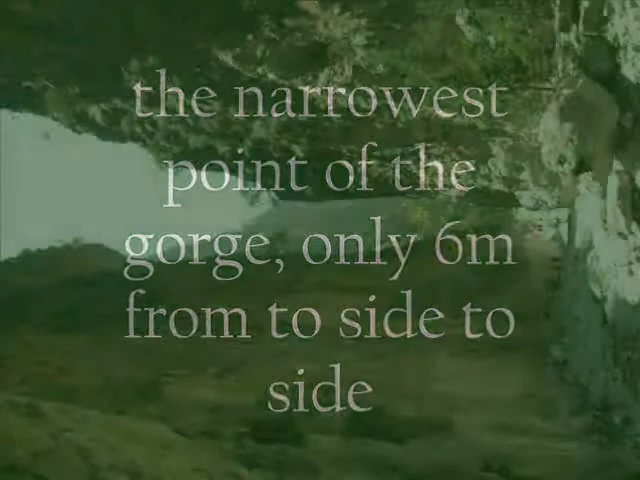 the narrowest
point of the
gorge, only 6m
from to side to
side